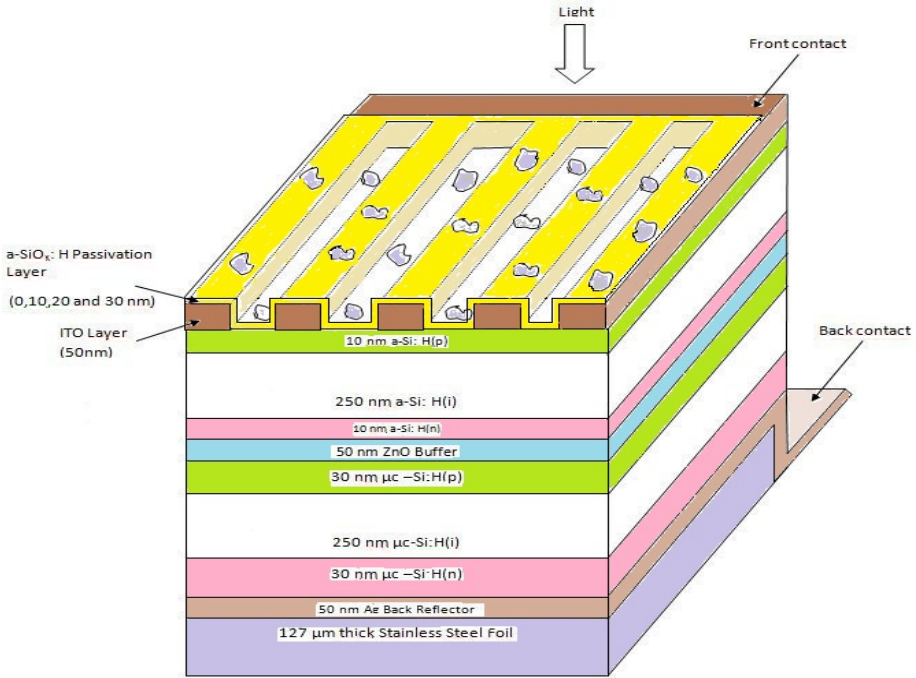 Light
Front contact
a-SiOₓ: H Passivation
Layer
(0,10,20 and 30 nm)
ITO Layer
(50nm)
Back contact
10 nm a-Si: H(p)
250 nm a-Si: H(i)
10 nm a-Si: H(n)
50 nm ZnO Buffer
30 nm µc –Si:H(p)
250 nm µc-Si:H(i)
30 nm µc –Si:H(n)
50 nm Ag Back Reflector
127 µm thick Stainless Steel Foil